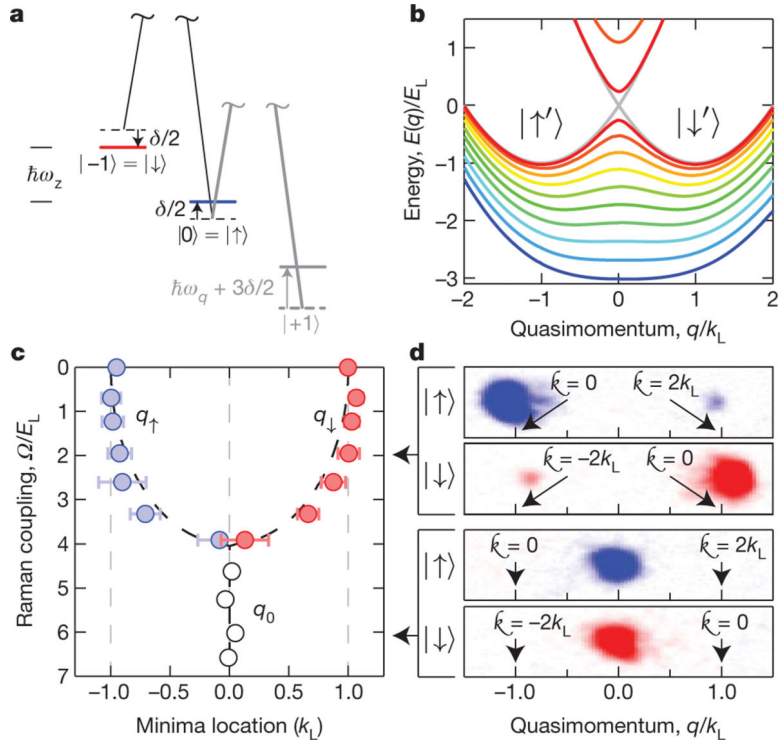 a
δ/2
|−1⟩ = |↓⟩
ħω_z
δ/2
|0⟩ = |↑⟩
ħω_q + 3δ/2
|+1⟩
b
Energy, E(q)/E_L
1
0
−1
−2
−3
|↑′⟩
|↓′⟩
−2
−1
0
1
2
Quasimomentum, q/k_L
c
Raman coupling, Ω/E_L
0
1
2
3
4
5
6
7
q_↑
q_↓
q_0
−1.0
−0.5
0.0
0.5
1.0
Minima location (k_L)
d
|↑⟩
k = 0
k = 2k_L
|↓⟩
k = −2k_L
k = 0
|↑⟩
k = 0
k = 2k_L
|↓⟩
k = −2k_L
k = 0
−1.0
0.0
1.0
Quasimomentum, q/k_L